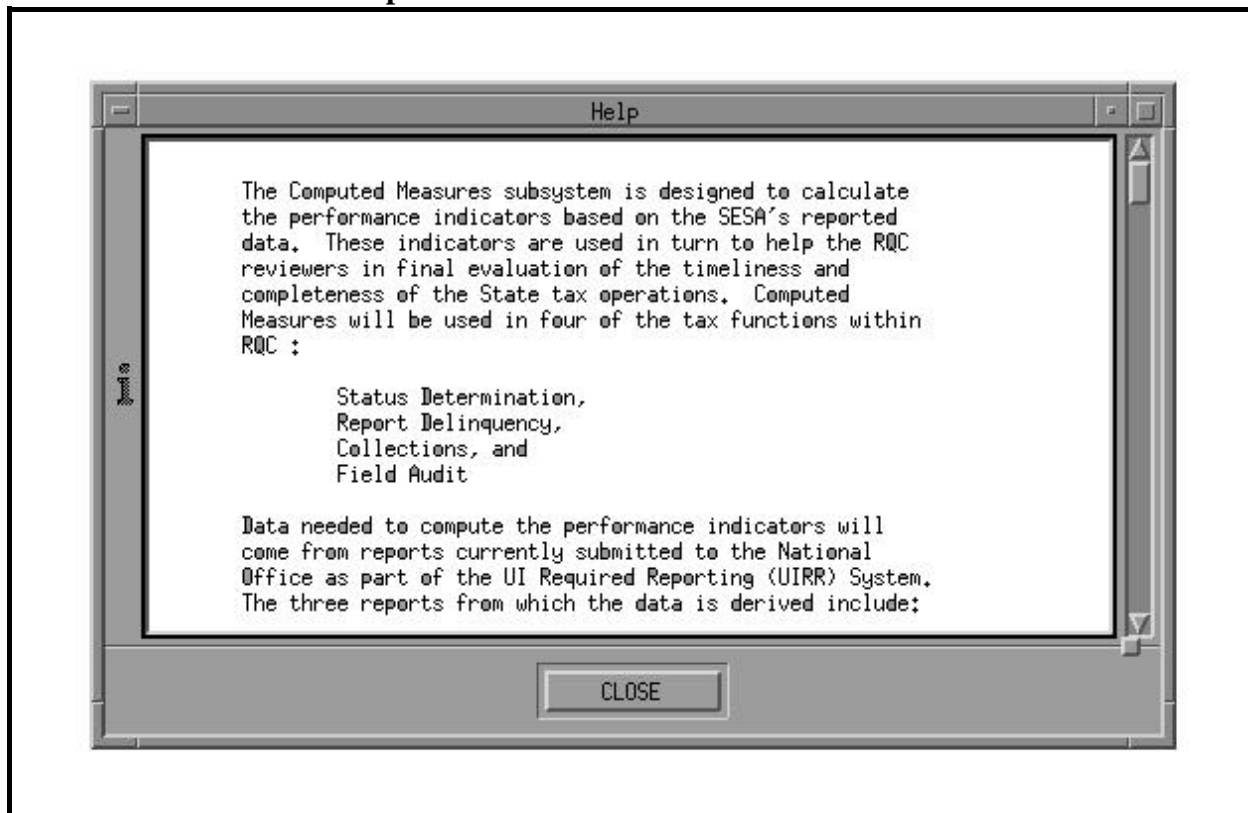 Help
The Computed Measures subsystem is designed to calculate
the performance indicators based on the SESA's reported
data.  These indicators are used in turn to help the RQC
reviewers in final evaluation of the timeliness and
completeness of the State tax operations.  Computed
Measures will be used in four of the tax functions within
RQC :
Status Determination,
Report Delinquency,
Collections, and
Field Audit
Data needed to compute the performance indicators will
come from reports currently submitted to the National
Office as part of the UI Required Reporting (UIRR) System.
The three reports from which the data is derived include:
CLOSE